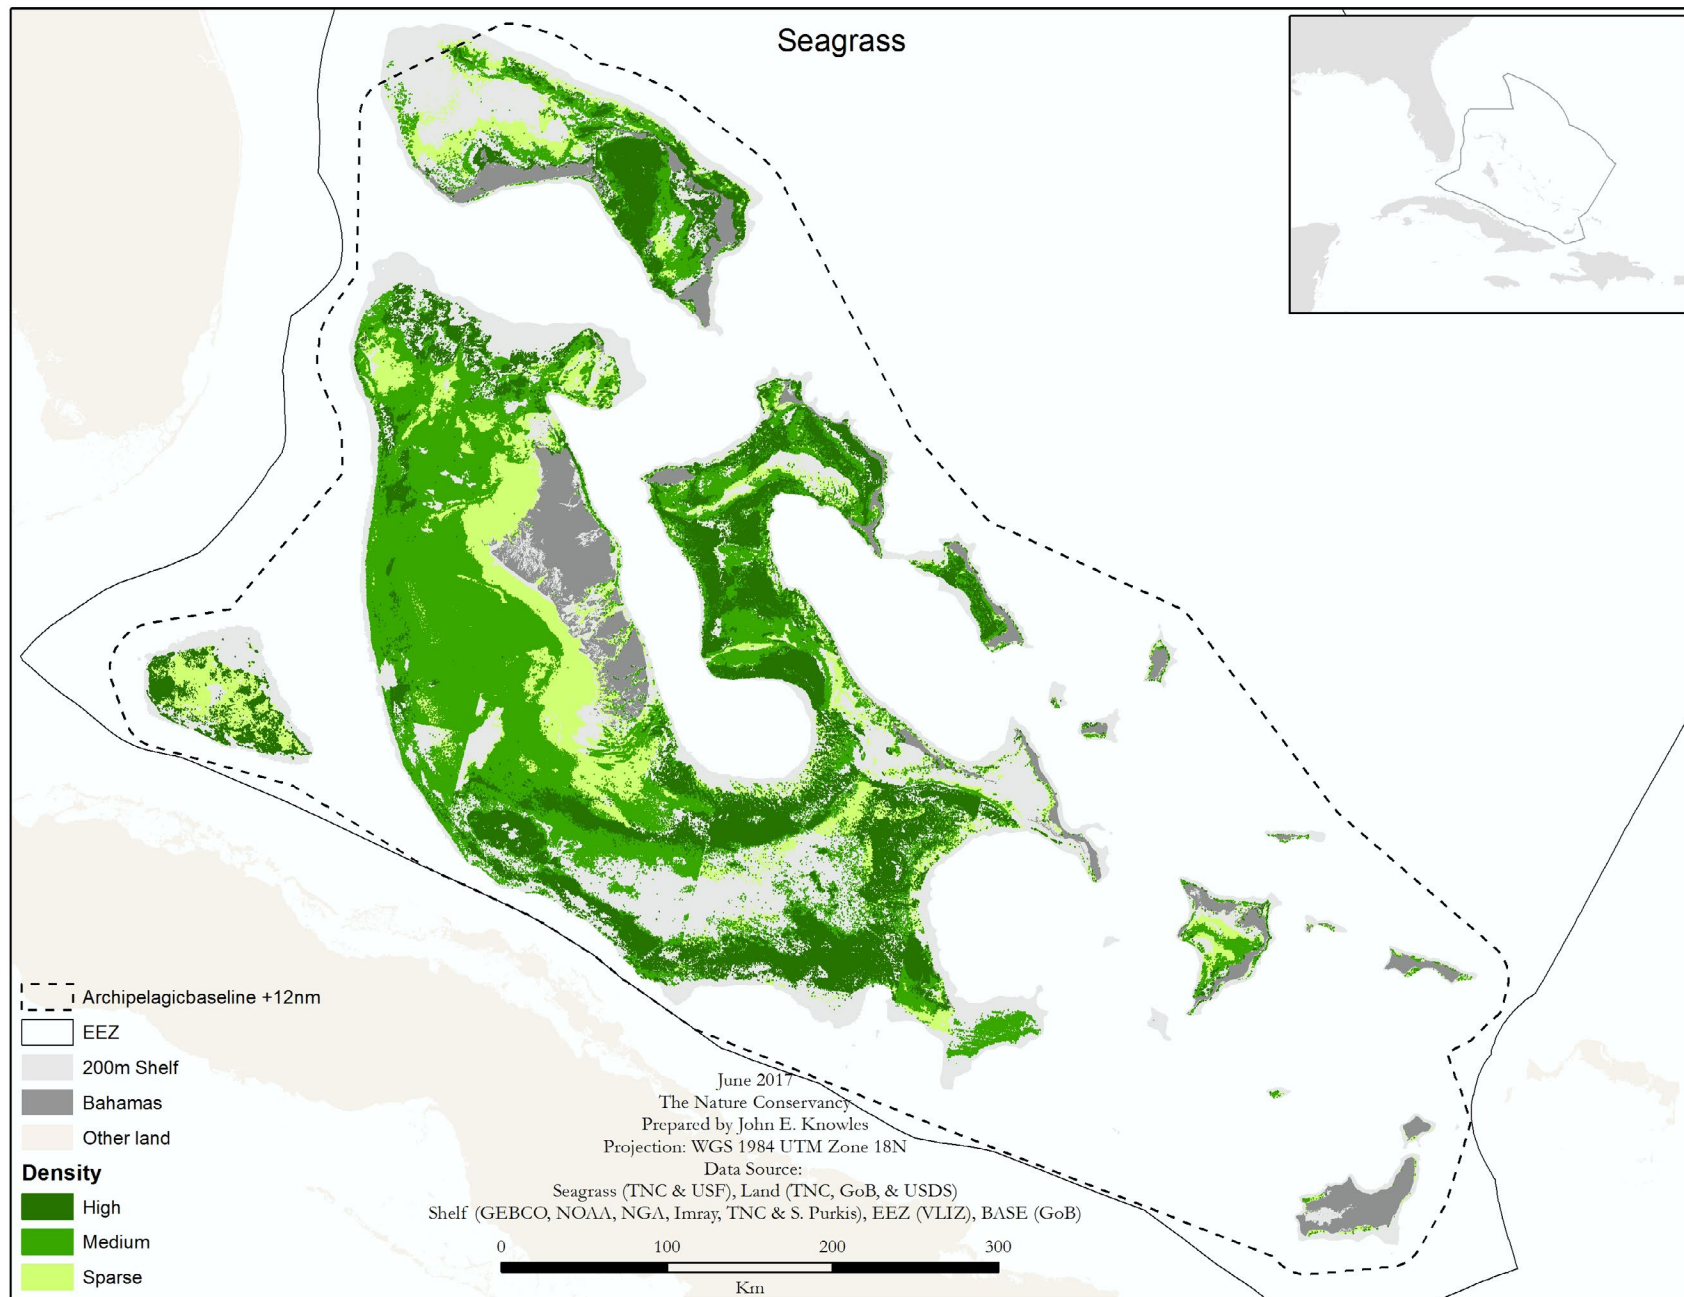 Seagrass
Archipelagicbaseline +12nm
EEZ
200m Shelf
Bahamas
Other land
Density
High
Medium
Sparse
June 2017
The Nature Conservancy
Prepared by John E. Knowles
Projection: WGS 1984 UTM Zone 18N
Data Source:
Seagrass (TNC & USF), Land (TNC, GoB, & USDS)
Shelf (GEBCO, NOAA, NGA, Imray, TNC & S. Purkis), EEZ (VLIZ), BASE (GoB)
0 100 200 300
Km